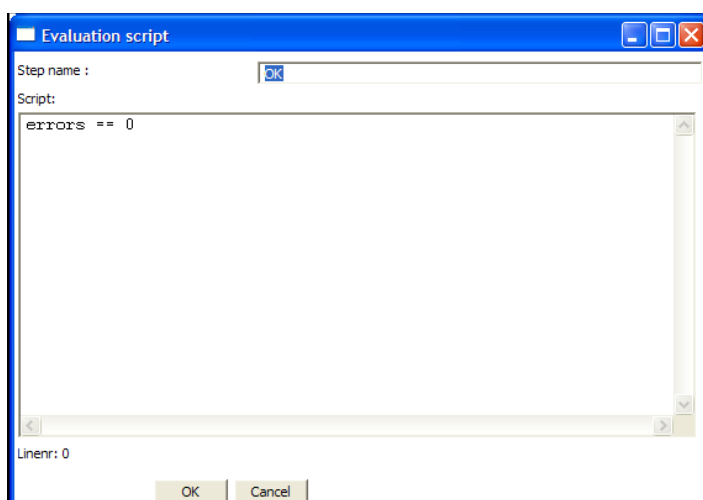 Evaluation script
Step name : OK
Script:
errors == 0
Linenr: 0
OK Cancel